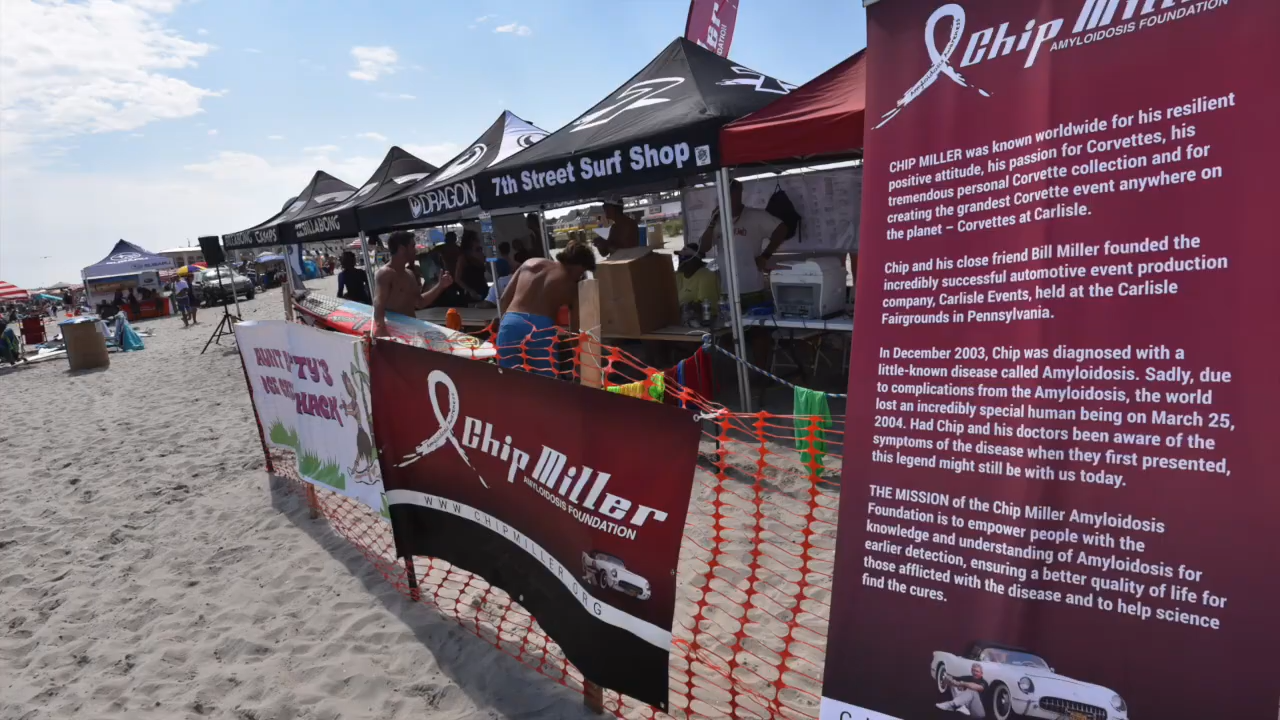 Chip Miller
AMYLOIDOSIS FOUNDATION
CHIP MILLER was known worldwide for his resilient
positive attitude, his passion for Corvettes, his
tremendous personal Corvette collection and for
creating the grandest Corvette event anywhere on
the planet – Corvettes at Carlisle.
Chip and his close friend Bill Miller founded the
incredibly successful automotive event production
company, Carlisle Events, held at the Carlisle
Fairgrounds in Pennsylvania.
In December 2003, Chip was diagnosed with a
little-known disease called Amyloidosis. Sadly, due
to complications from the Amyloidosis, the world
lost an incredibly special human being on March 25,
2004. Had Chip and his doctors been aware of the
symptoms of the disease when they first presented,
this legend might still be with us today.
THE MISSION of the Chip Miller Amyloidosis
Foundation is to empower people with the
knowledge and understanding of Amyloidosis for
earlier detection, ensuring a better quality of life for
those afflicted with the disease and to help science
find the cures.
7th Street Surf Shop
DRAGON
BILLABONG
BILLABONG CAMPS
Chip Miller
AMYLOIDOSIS FOUNDATION
WWW.CHIPMILLER.ORG